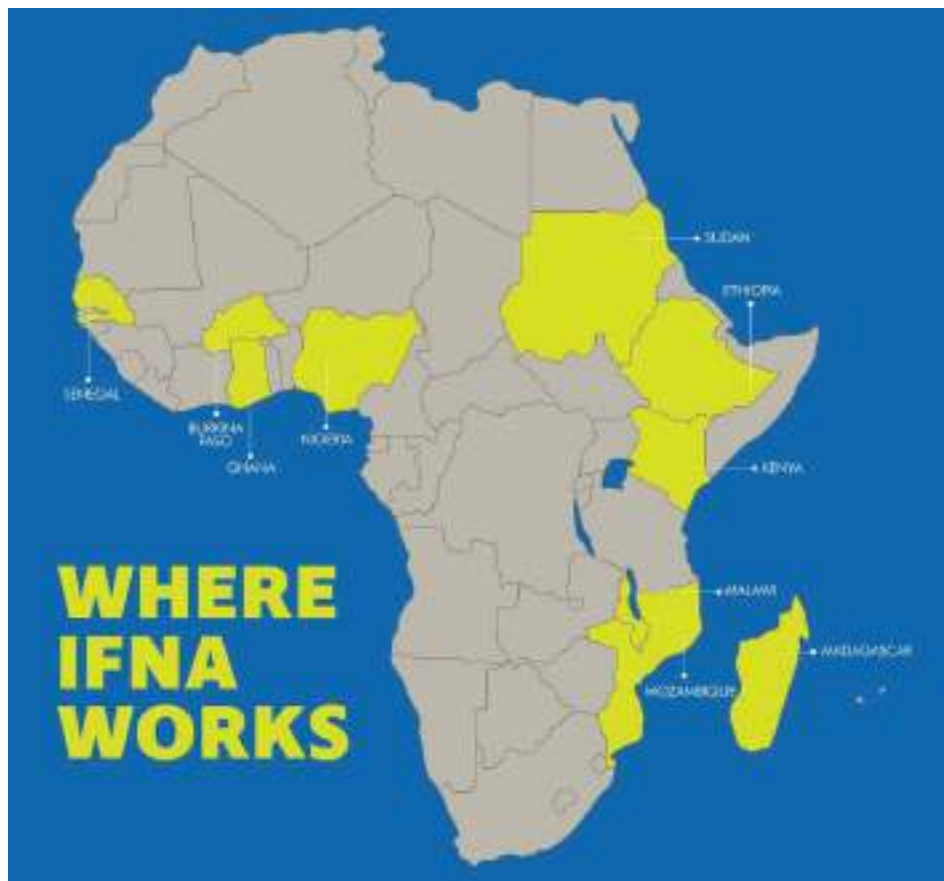 SUDAN
ETHIOPIA
SENEGAL
BURKINA
FASO
NIGERIA
GHANA
KENYA
WHERE
IFNA
WORKS
MALAWI
MADAGASCAR
MOZAMBIQUE